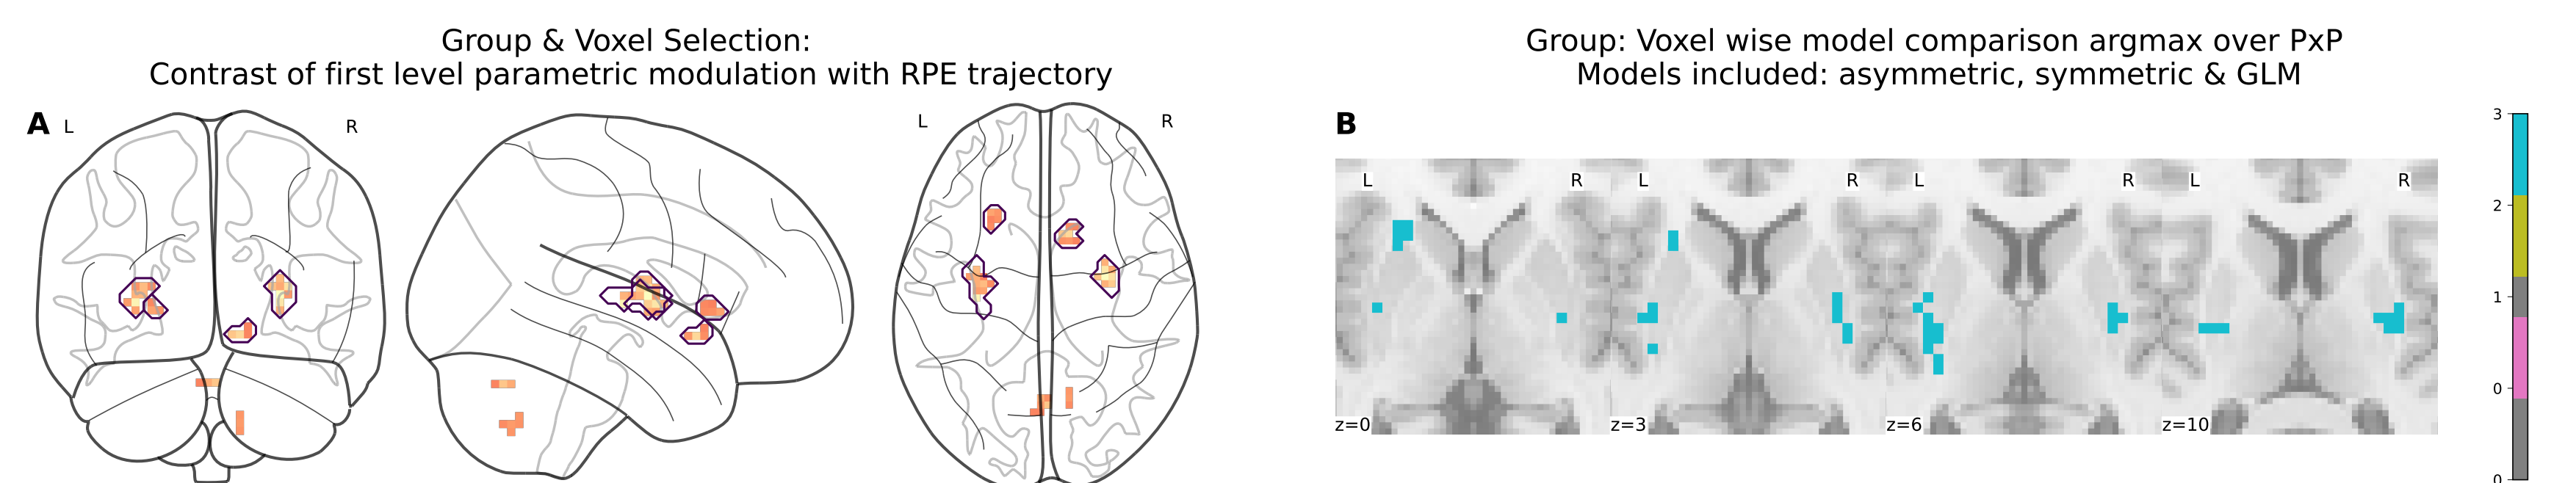 Group & Voxel Selection:
Contrast of first level parametric modulation with RPE trajectory
A
L
R
L
R
Group: Voxel wise model comparison argmax over PxP
Models included: asymmetric, symmetric & GLM
B
L
R
L
R
L
R
L
R
z=0
z=3
z=6
z=10
3
2
1
0
0